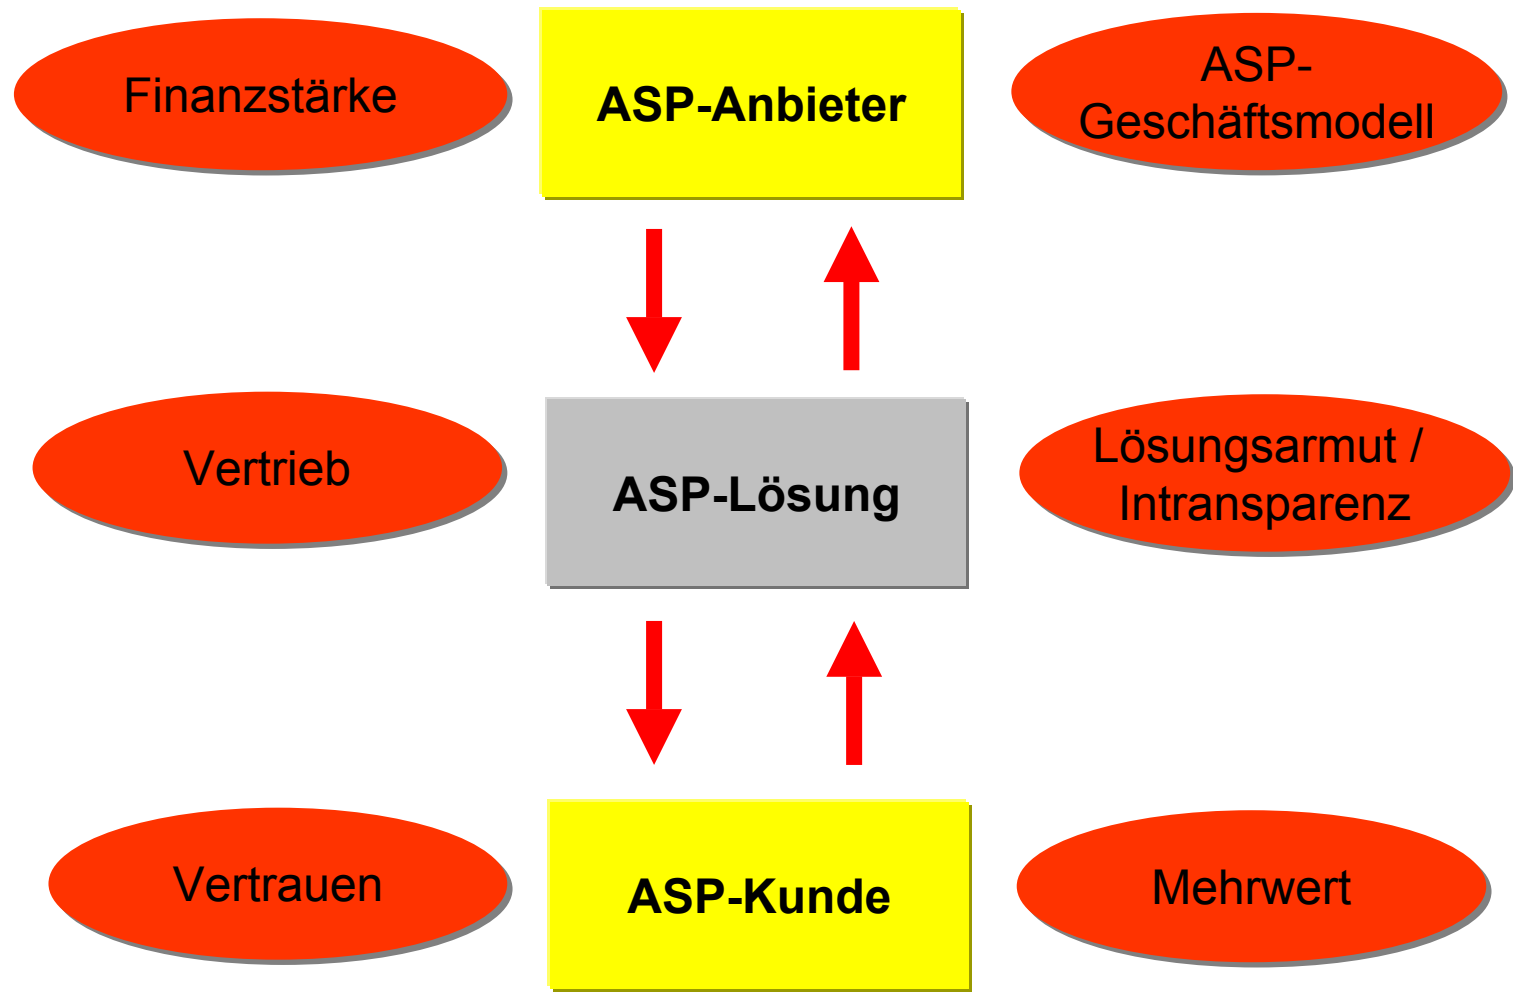 Finanzstärke
ASP-Anbieter
ASP-
Geschäftsmodell
Vertrieb
ASP-Lösung
Lösungsarmut /
Intransparenz
Vertrauen
ASP-Kunde
Mehrwert